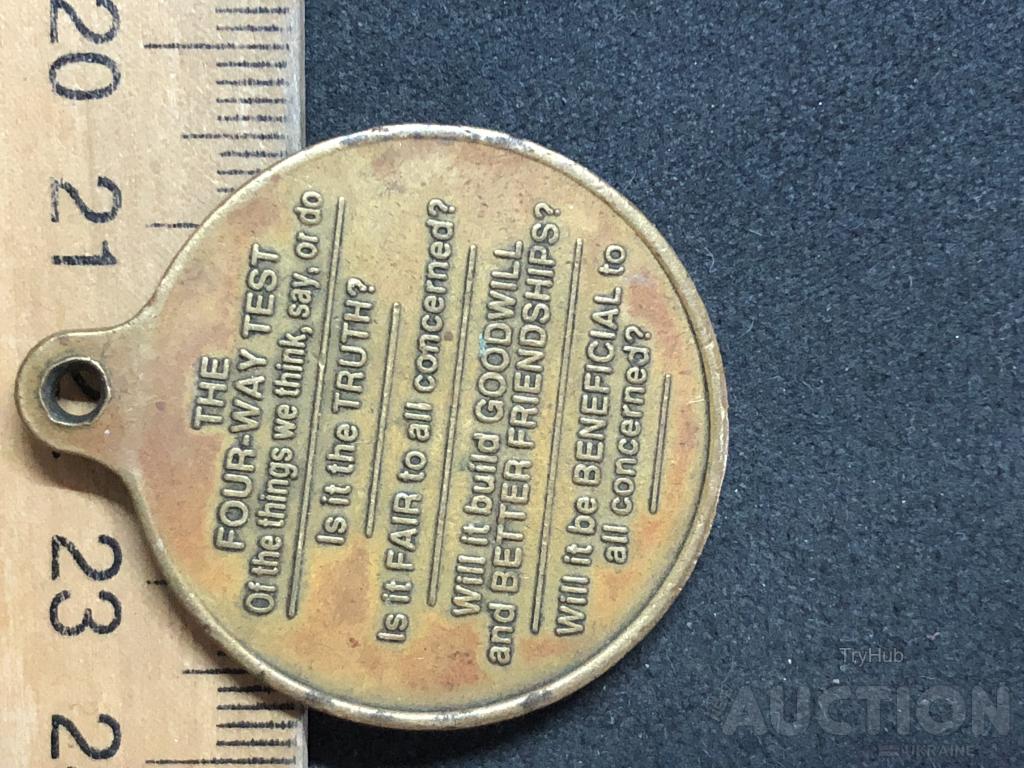 THE
FOUR-WAY TEST
Of the things we think, say, or do
Is it the TRUTH?
Is it FAIR to all concerned?
Will it build GOODWILL
and BETTER FRIENDSHIPS?
Will it be BENEFICIAL to
all concerned?
20
21
23
TryHub
AUCTION
UKRAINE